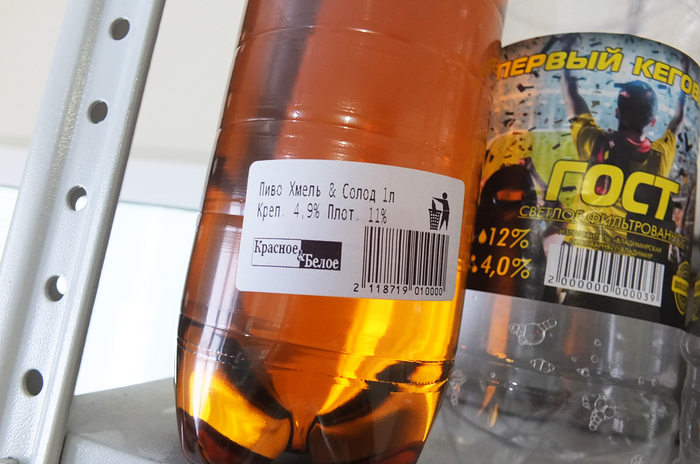 Пиво Хмель & Солод 1л
Креп. 4,9% Плот. 11%
Красное&Белое
2 118719 010000
ПЕРВЫЙ КЕГОВ
ГОСТ
СВЕТЛОЕ ФИЛЬТРОВАН
12%
4,0%
2 000000 000039